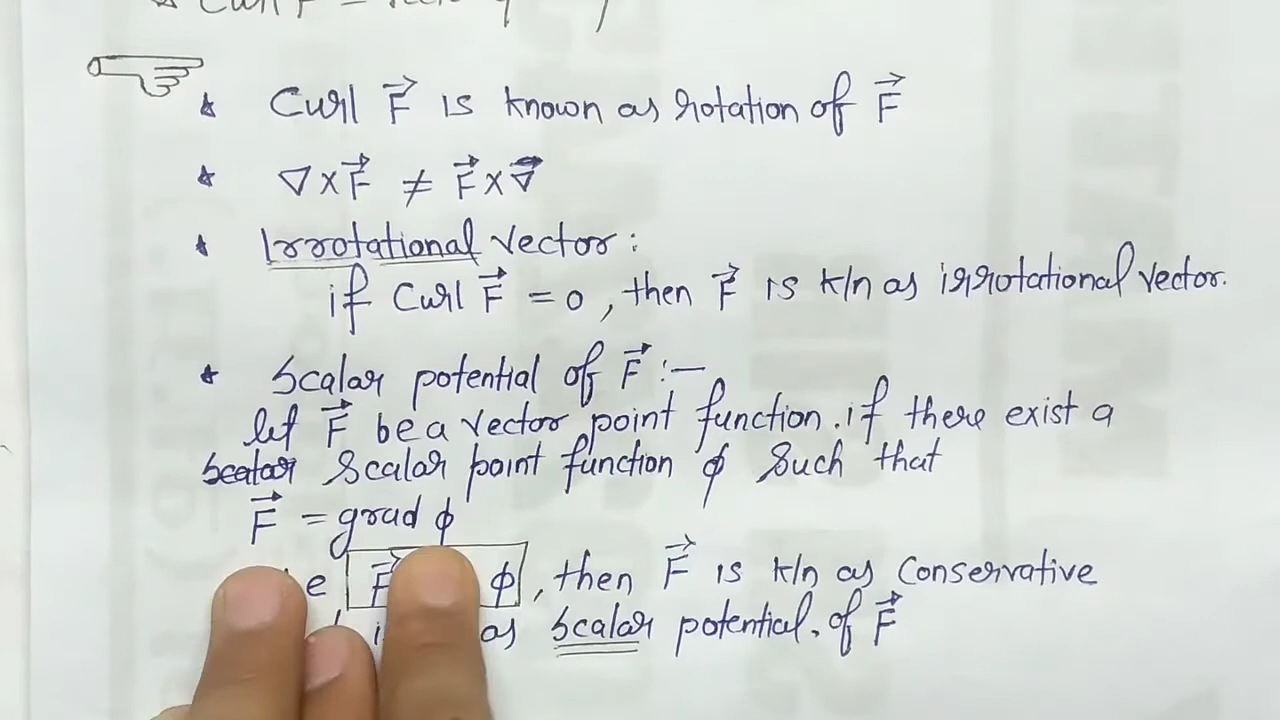 Curl F⃗ is known as rotation of F⃗
∇×F⃗ ≠ F⃗×∇⃗
Irrotational Vector:
if Curl F⃗ = 0, then F⃗ is k/n as irrotational vector.
Scalar potential of F⃗ :—
let F⃗ be a vector point function. if there exist a
scalar Scalar point function ϕ such that
F⃗ = grad ϕ
e F⃗ ϕ, then F⃗ is k/n as Conservative
as scalar potential. of F⃗